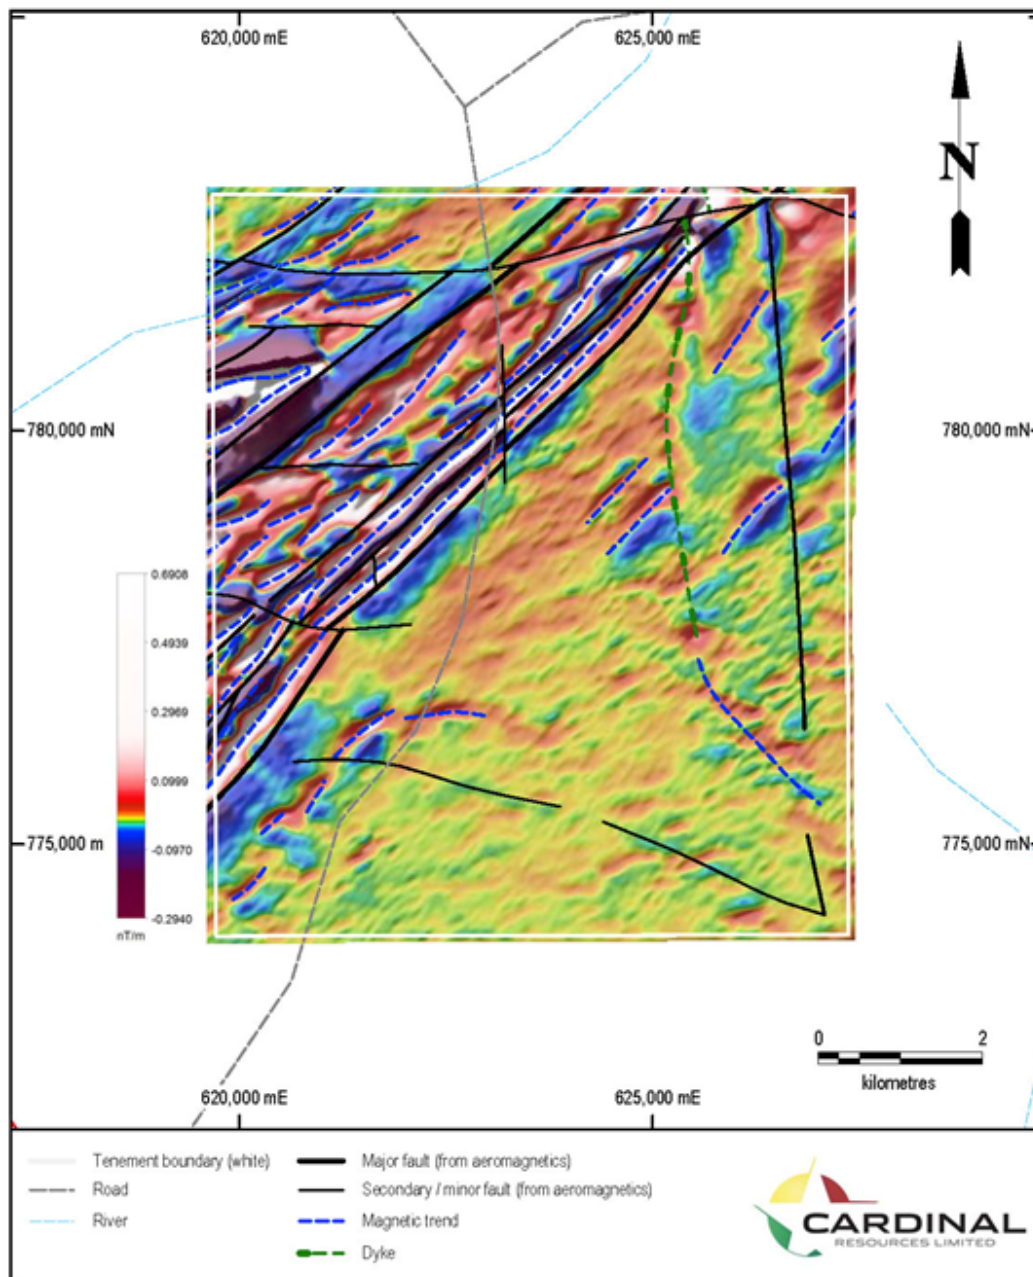 620,000 mE 625,000 mE
N
780,000 mN 780,000 mN
0.6908
0.4939
0.2969
0.0999
-0.0970
-0.2940
nT/m
775,000 m 775,000 mN
0 2
kilometres
620,000 mE 625,000 mE
Tenement boundary (white) Major fault (from aeromagnetics)
Road Secondary / minor fault (from aeromagnetics)
River Magnetic trend
Dyke
CARDINAL
RESOURCES LIMITED